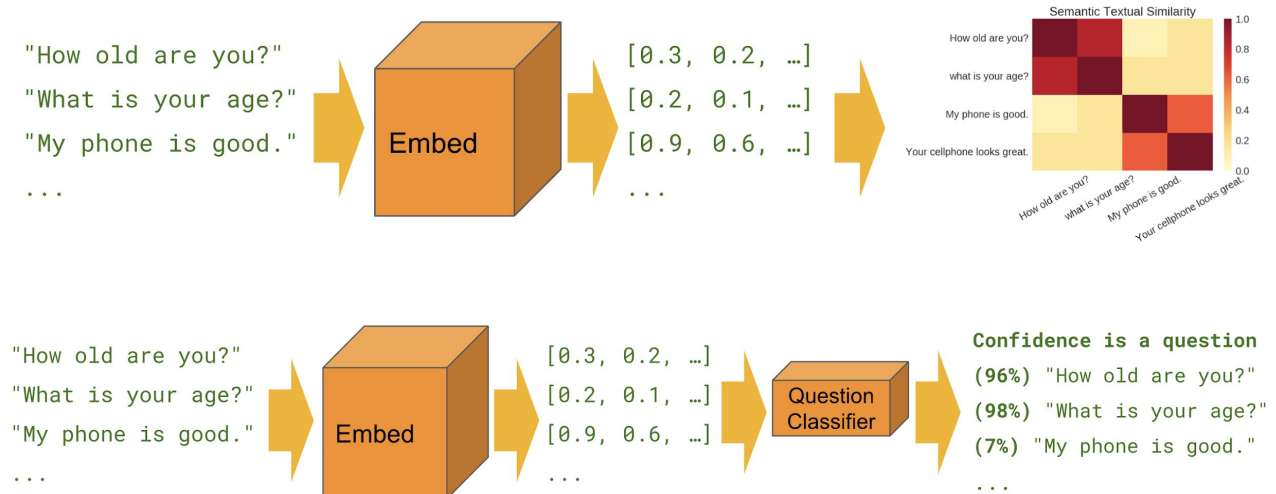 "How old are you?"
"What is your age?"
"My phone is good."
...
Embed
[0.3, 0.2, …]
[0.2, 0.1, …]
[0.9, 0.6, …]
...
Semantic Textual Similarity
How old are you?
what is your age?
My phone is good.
Your cellphone looks great.
How old are you?
what is your age?
My phone is good.
Your cellphone looks great.
1.0
0.8
0.6
0.4
0.2
0.0
"How old are you?"
"What is your age?"
"My phone is good."
...
Embed
[0.3, 0.2, …]
[0.2, 0.1, …]
[0.9, 0.6, …]
...
Question
Classifier
Confidence is a question
(96%) "How old are you?"
(98%) "What is your age?"
(7%) "My phone is good."
...